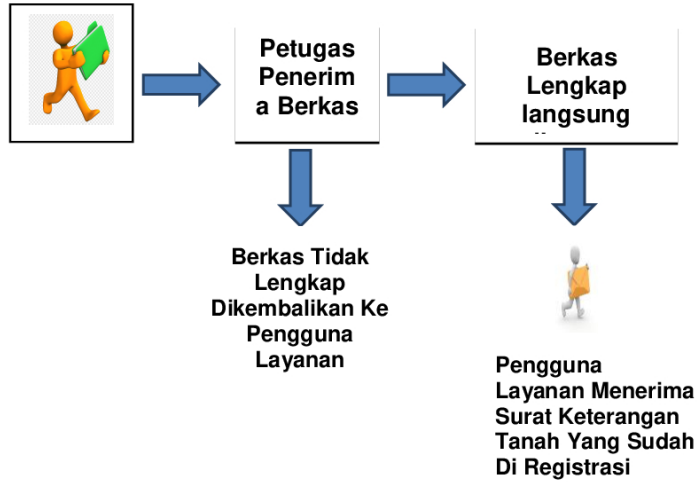 Petugas
Penerim
a Berkas
Berkas
Lengkap
langsung
Berkas Tidak
Lengkap
Dikembalikan Ke
Pengguna
Layanan
Pengguna
Layanan Menerima
Surat Keterangan
Tanah Yang Sudah
Di Registrasi